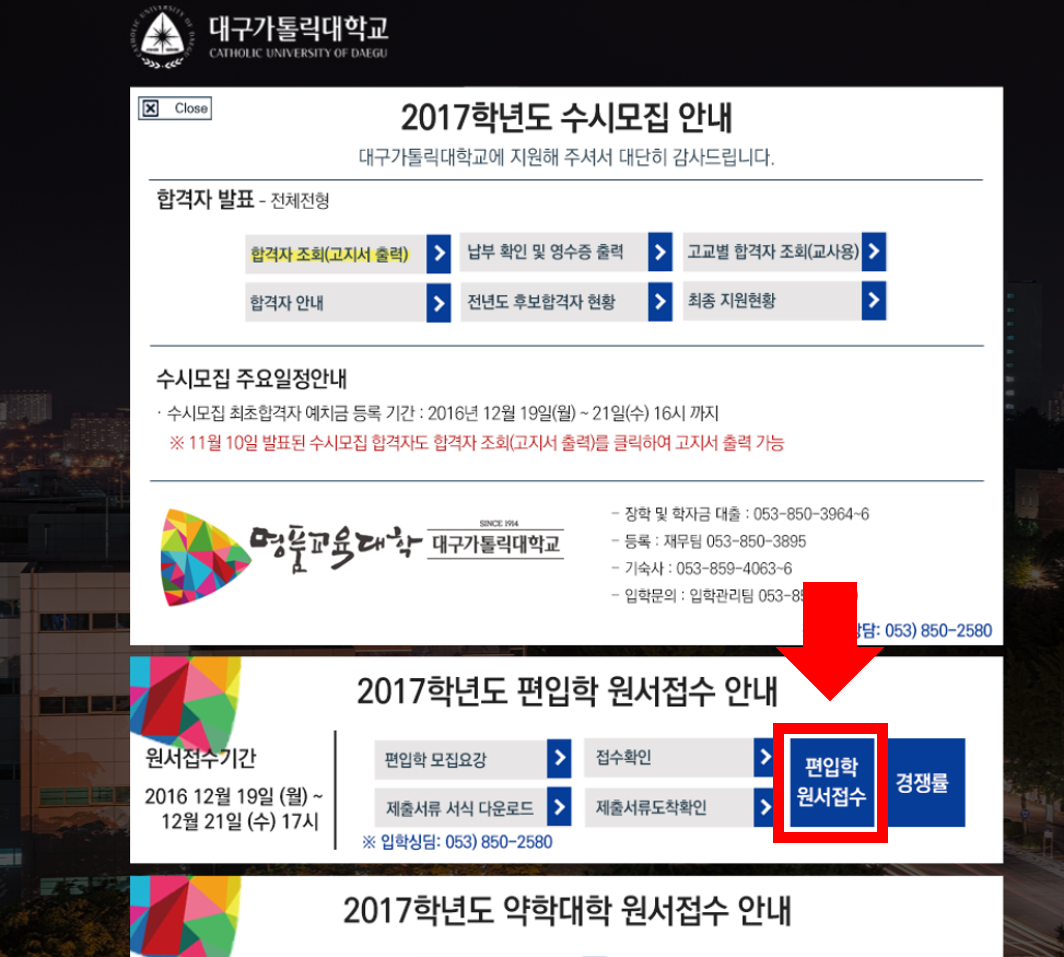 대구가톨릭대학교
CATHOLIC UNIVERSITY OF DAEGU
Close
2017학년도 수시모집 안내
대구가톨릭대학교에 지원해 주셔서 대단히 감사드립니다.
합격자 발표 - 전체전형
합격자 조회(고지서 출력)
납부 확인 및 영수증 출력
고교별 합격자 조회(교사용)
합격자 안내
전년도 후보합격자 현황
최종 지원현황
수시모집 주요일정안내
· 수시모집 최초합격자 예치금 등록 기간 : 2016년 12월 19일(월) ~ 21일(수) 16시 까지
※ 11월 10일 발표된 수시모집 합격자도 합격자 조회(고지서 출력)를 클릭하여 고지서 출력 가능
명품교육대학
SINCE 1914
대구가톨릭대학교
- 장학 및 학자금 대출 : 053-850-3964~6
- 등록 : 재무팀 053-850-3895
- 기숙사 : 053-859-4063~6
- 입학문의 : 입학관리팀 053-85
담: 053) 850-2580
2017학년도 편입학 원서접수 안내
원서접수기간
2016 12월 19일 (월) ~
12월 21일 (수) 17시
편입학 모집요강
접수확인
제출서류 서식 다운로드
제출서류도착확인
편입학
원서접수
경쟁률
※ 입학싱담: 053) 850-2580
2017학년도 약학대학 원서접수 안내